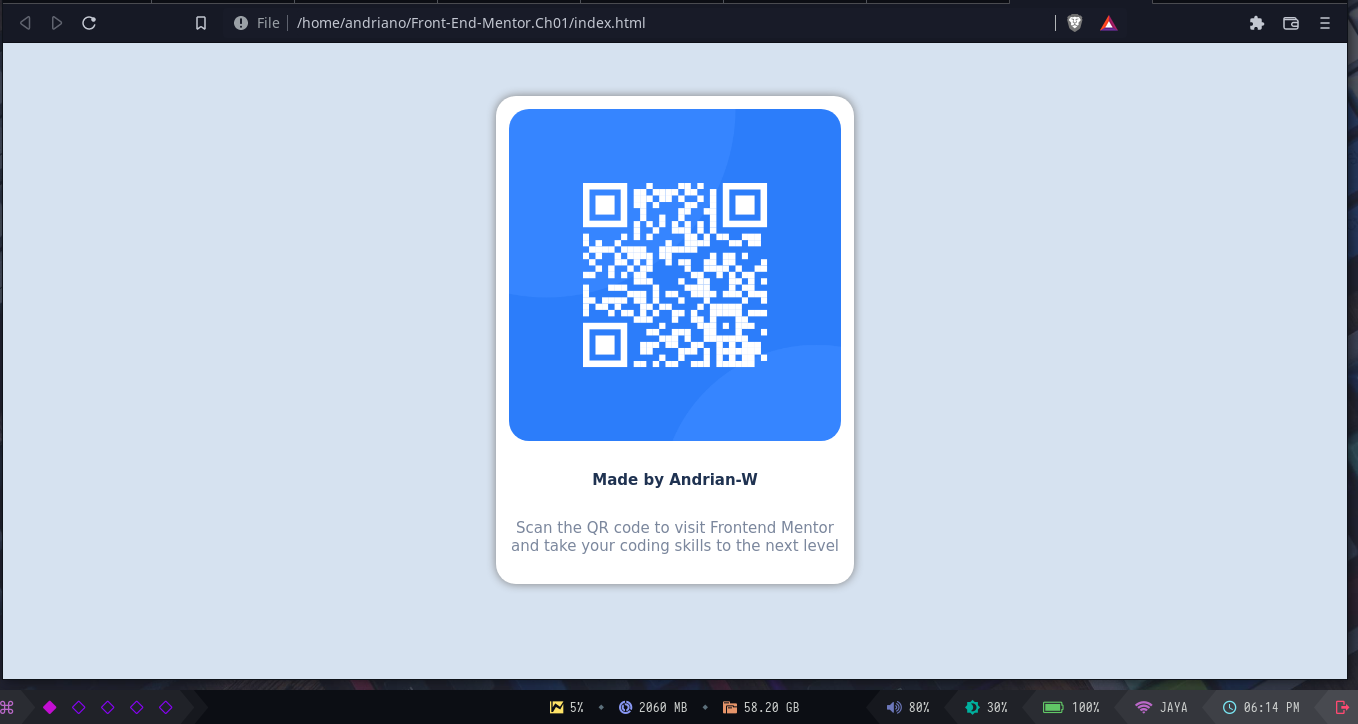 File /home/andriano/Front-End-Mentor.Ch01/index.html
Made by Andrian-W
Scan the QR code to visit Frontend Mentor
and take your coding skills to the next level
5% 2060 MB 58.20 GB 80% 30% 100% JAYA 06:14 PM